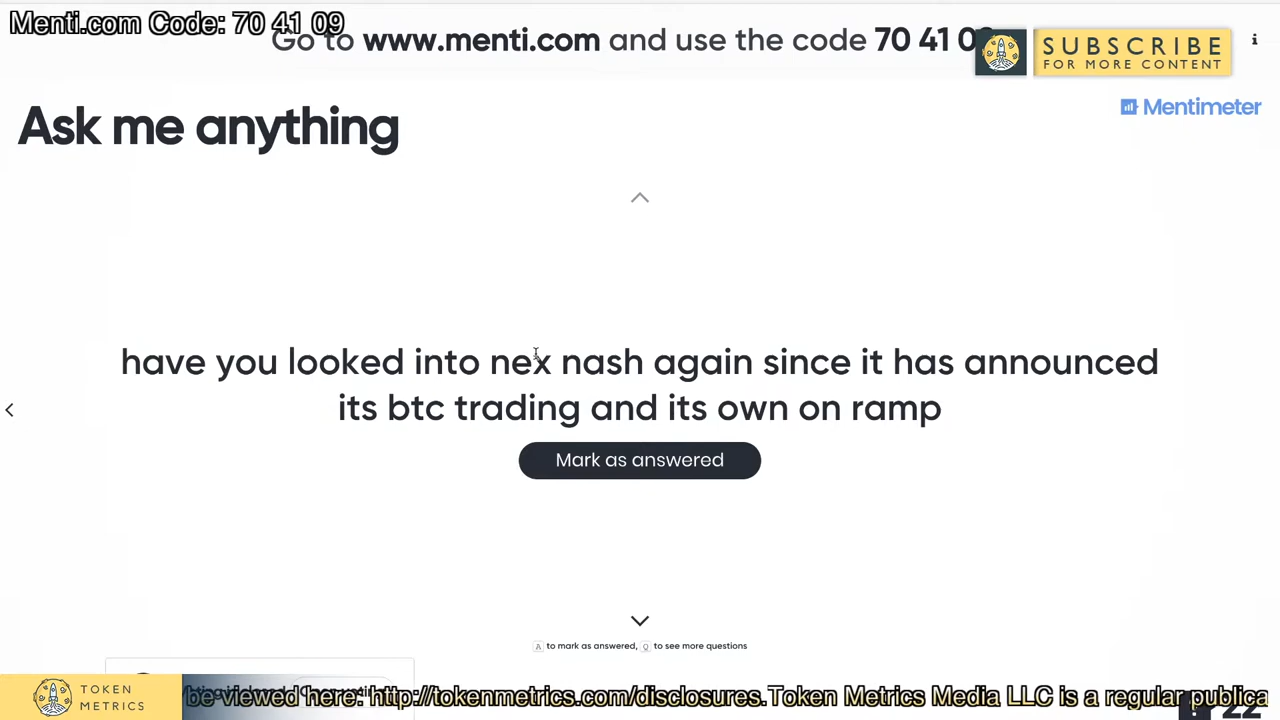 Menti.com Code: 70 41 09
Go to www.menti.com and use the code 70 41 0
SUBSCRIBE
FOR MORE CONTENT
i
Mentimeter
Ask me anything
have you looked into nex nash again since it has announced
its btc trading and its own on ramp
Mark as answered
A to mark as answered, Q to see more questions
TOKEN
METRICS
be viewed here: http://tokenmetrics.com/disclosures.Token Metrics Media LLC is a regular publica
22